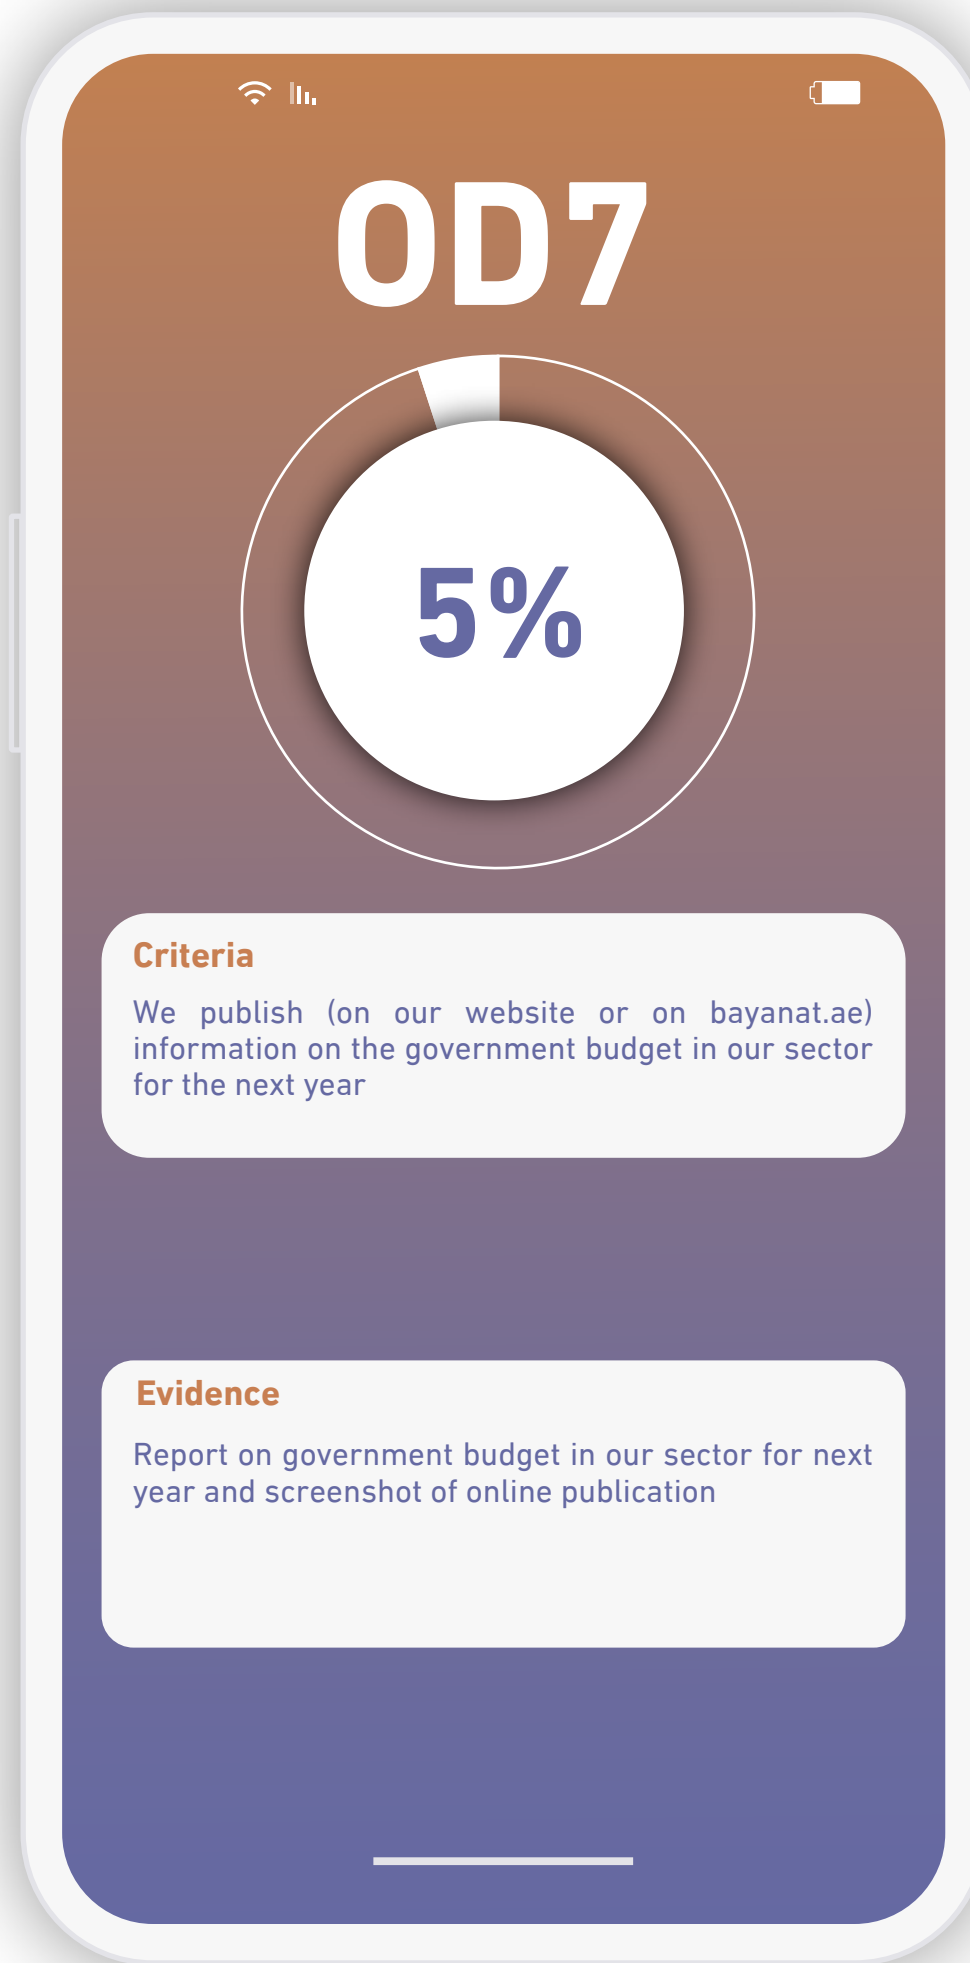 OD7
5%
Criteria
We publish (on our website or on bayanat.ae)
information on the government budget in our sector
for the next year
Evidence
Report on government budget in our sector for next
year and screenshot of online publication